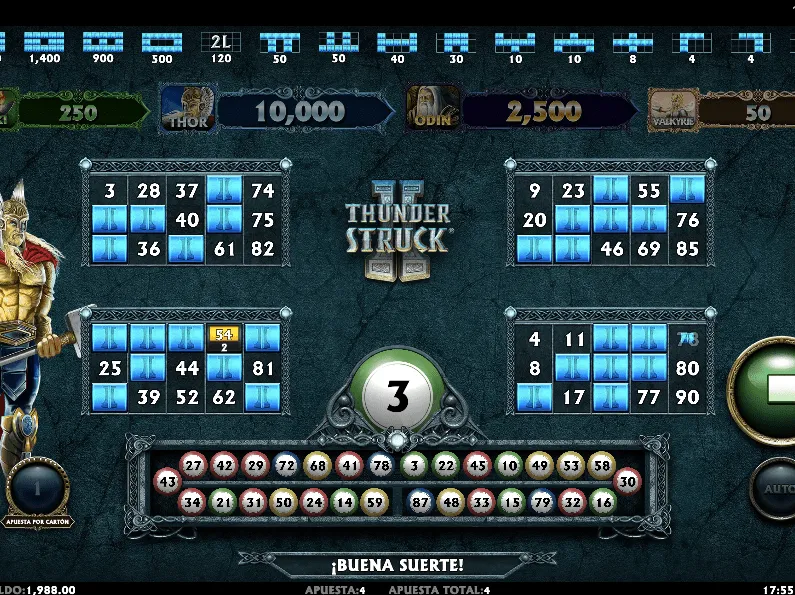 1,400 900 500 2L 120 50 50 40 30 10 10 8 4 4
250 THOR 10,000 ODIN 2,500 VALKYRIE 50
3 28 37 74
40 75
36 61 82
THUNDER
STRUCK
II
9 23 55
20 76
46 69 85
54
2
25 44 81
39 52 62
4 11 78
8 80
17 77 90
3
27 42 29 72 68 41 78 3 22 45 10 49 53 58
43 30
34 21 31 50 24 14 59 87 48 33 15 79 32 16
1
APUESTA POR CARTÓN
AUTO
¡BUENA SUERTE!
LDO:1,988.00 APUESTA:4 APUESTA TOTAL:4 17:55